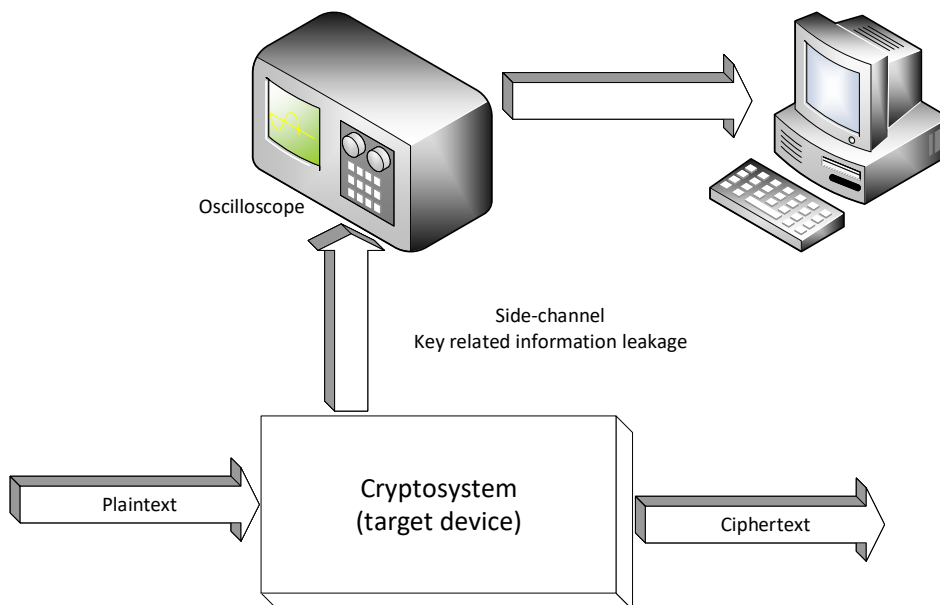 Oscilloscope
Side-channel
Key related information leakage
Plaintext
Cryptosystem
(target device)
Ciphertext